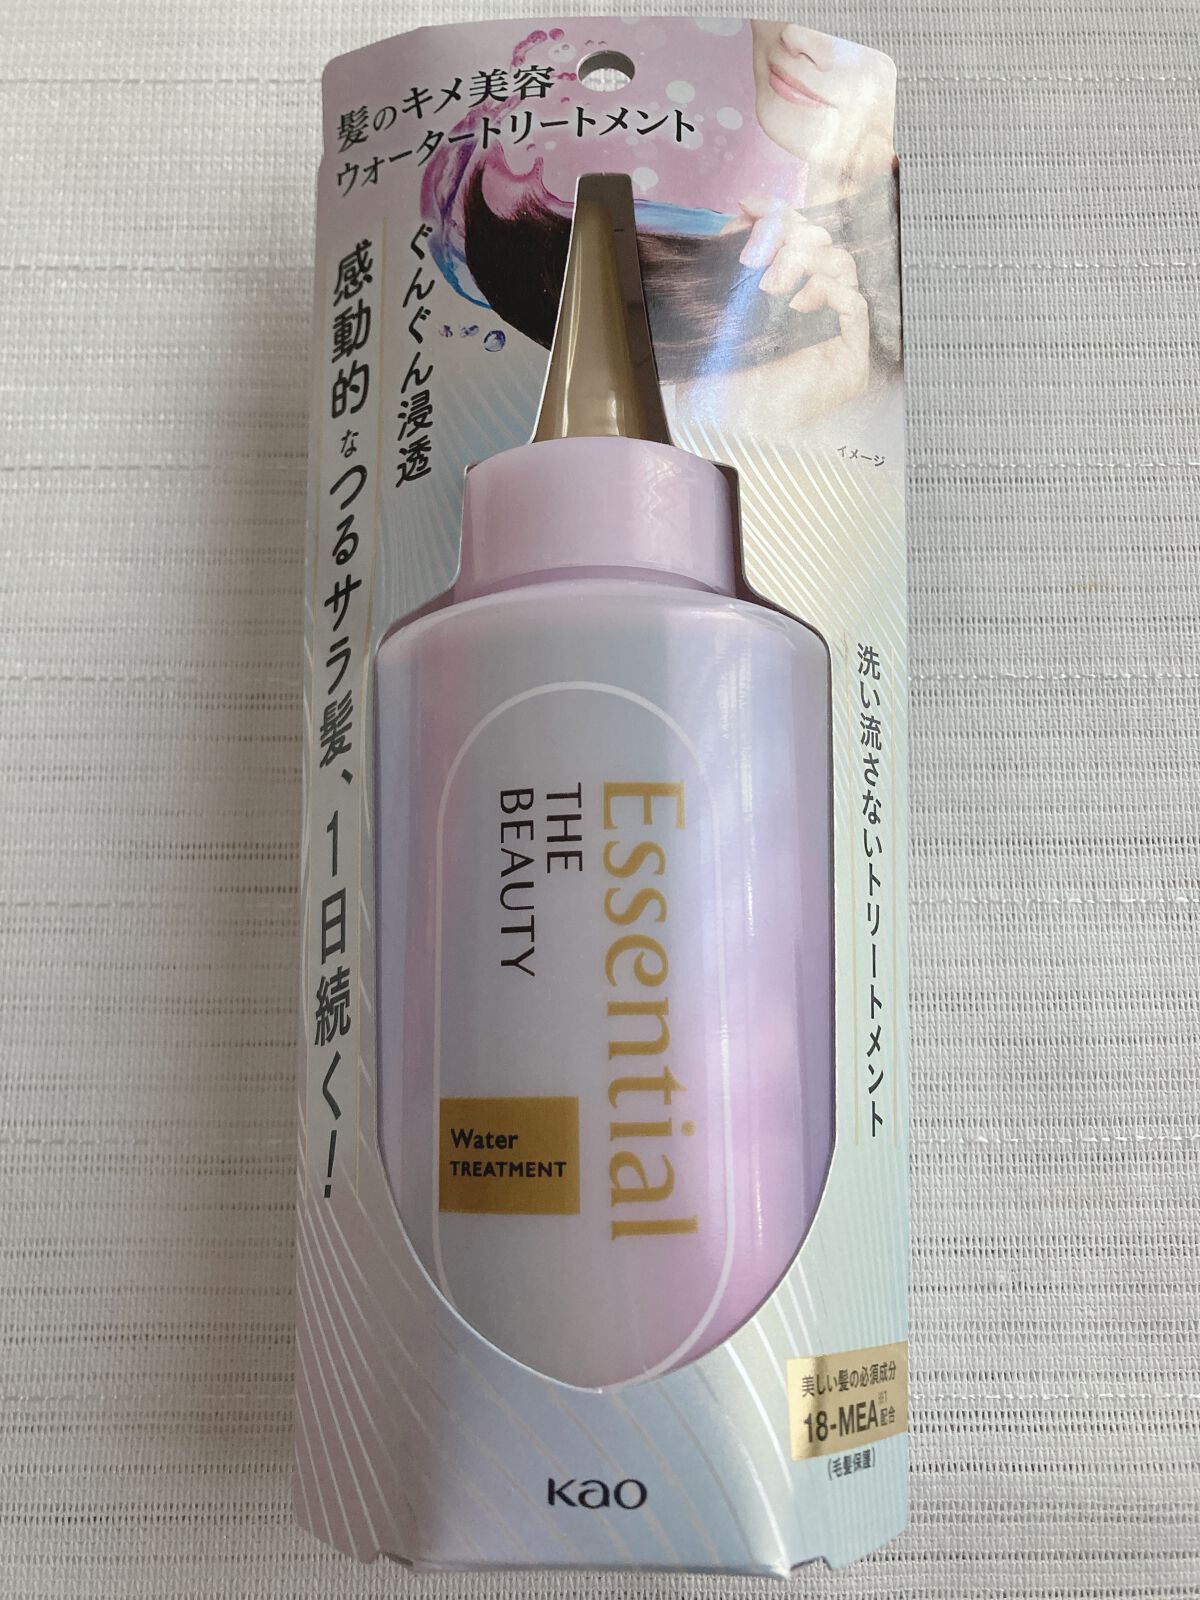 髪のキメ美容
ウォータートリートメント
ぐんぐん浸透
感動的なつるサラ髪、1日続く!
イメージ
洗い流さないトリートメント
Essential
THE
BEAUTY
Water
TREATMENT
美しい髪の必須成分
18-MEA※1配合
(毛髪保護)
Kao